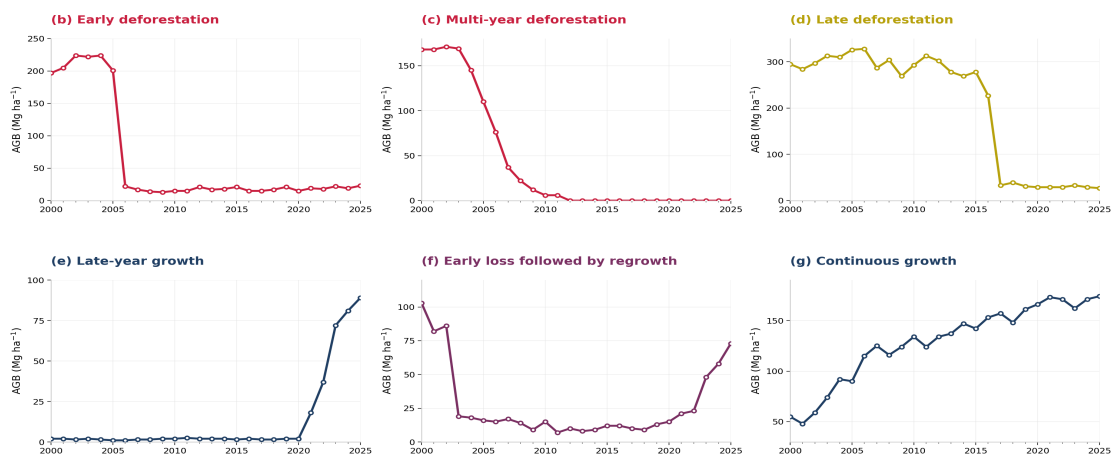 (b) Early deforestation
(c) Multi-year deforestation
(d) Late deforestation
AGB (Mg ha⁻¹)
250
200
150
100
50
0
2000 2005 2010 2015 2020 2025
AGB (Mg ha⁻¹)
150
100
50
0
2000 2005 2010 2015 2020 2025
AGB (Mg ha⁻¹)
300
200
100
0
2000 2005 2010 2015 2020 2025
(e) Late-year growth
(f) Early loss followed by regrowth
(g) Continuous growth
AGB (Mg ha⁻¹)
100
75
50
25
0
2000 2005 2010 2015 2020 2025
AGB (Mg ha⁻¹)
100
75
50
25
0
2000 2005 2010 2015 2020 2025
AGB (Mg ha⁻¹)
150
100
50
2000 2005 2010 2015 2020 2025